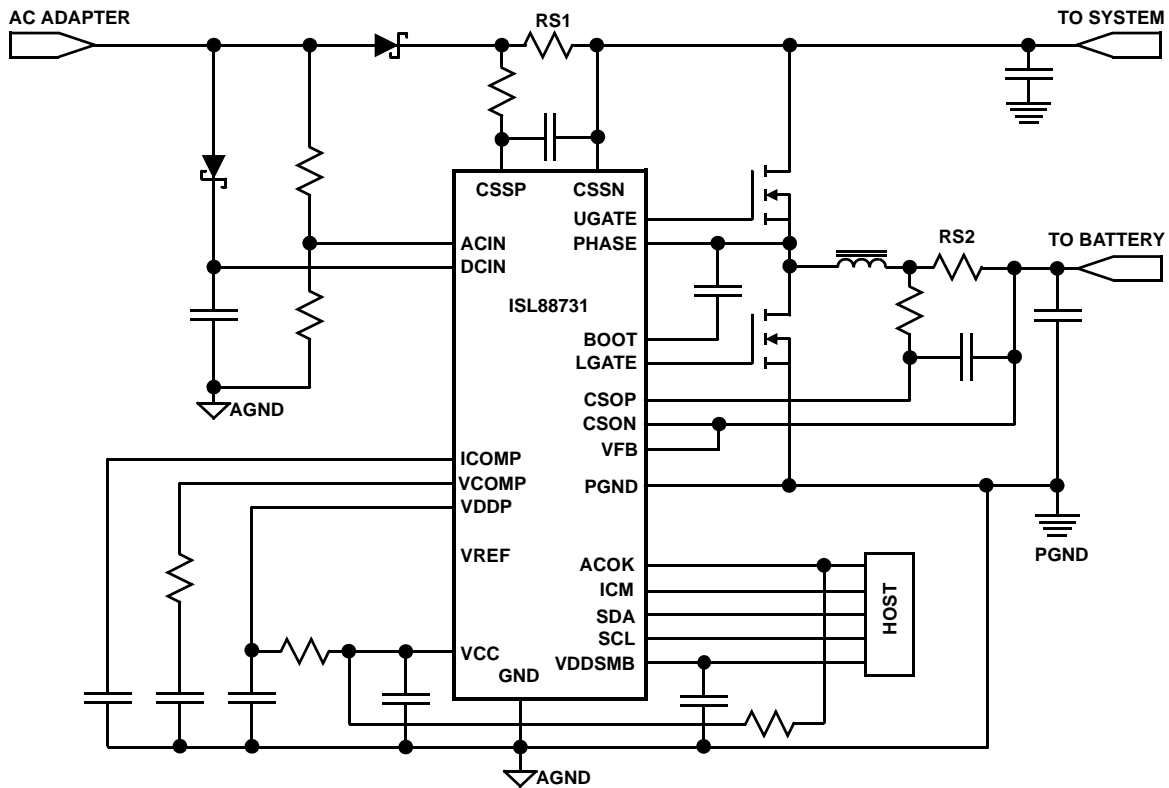 AC ADAPTER
RS1
TO SYSTEM
CSSP
CSSN
UGATE
PHASE
ACIN
DCIN
RS2
TO BATTERY
ISL88731
BOOT
LGATE
CSOP
CSON
VFB
AGND
ICOMP
VCOMP
VDDP
PGND
VREF
PGND
ACOK
ICM
SDA
SCL
VDDSMB
HOST
VCC
GND
AGND